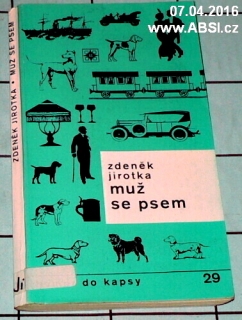 07.04.2016
www.ABSI.cz
ZDENĚK JIROTKA • MUŽ SE PSEM
zdeněk
jirotka
muž
se psem
do kapsy
29